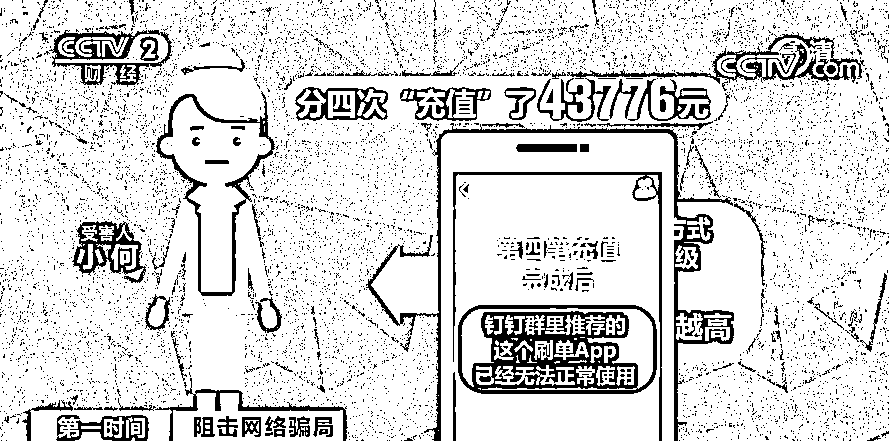 CCTV 2
财经
CCTV.com
分四次“充值”了43776元
受害人
小何
第四笔充值
完成后
钉钉群里推荐的
这个刷单App
已经无法正常使用
方式
级
越高
第一时间
阻击网络骗局